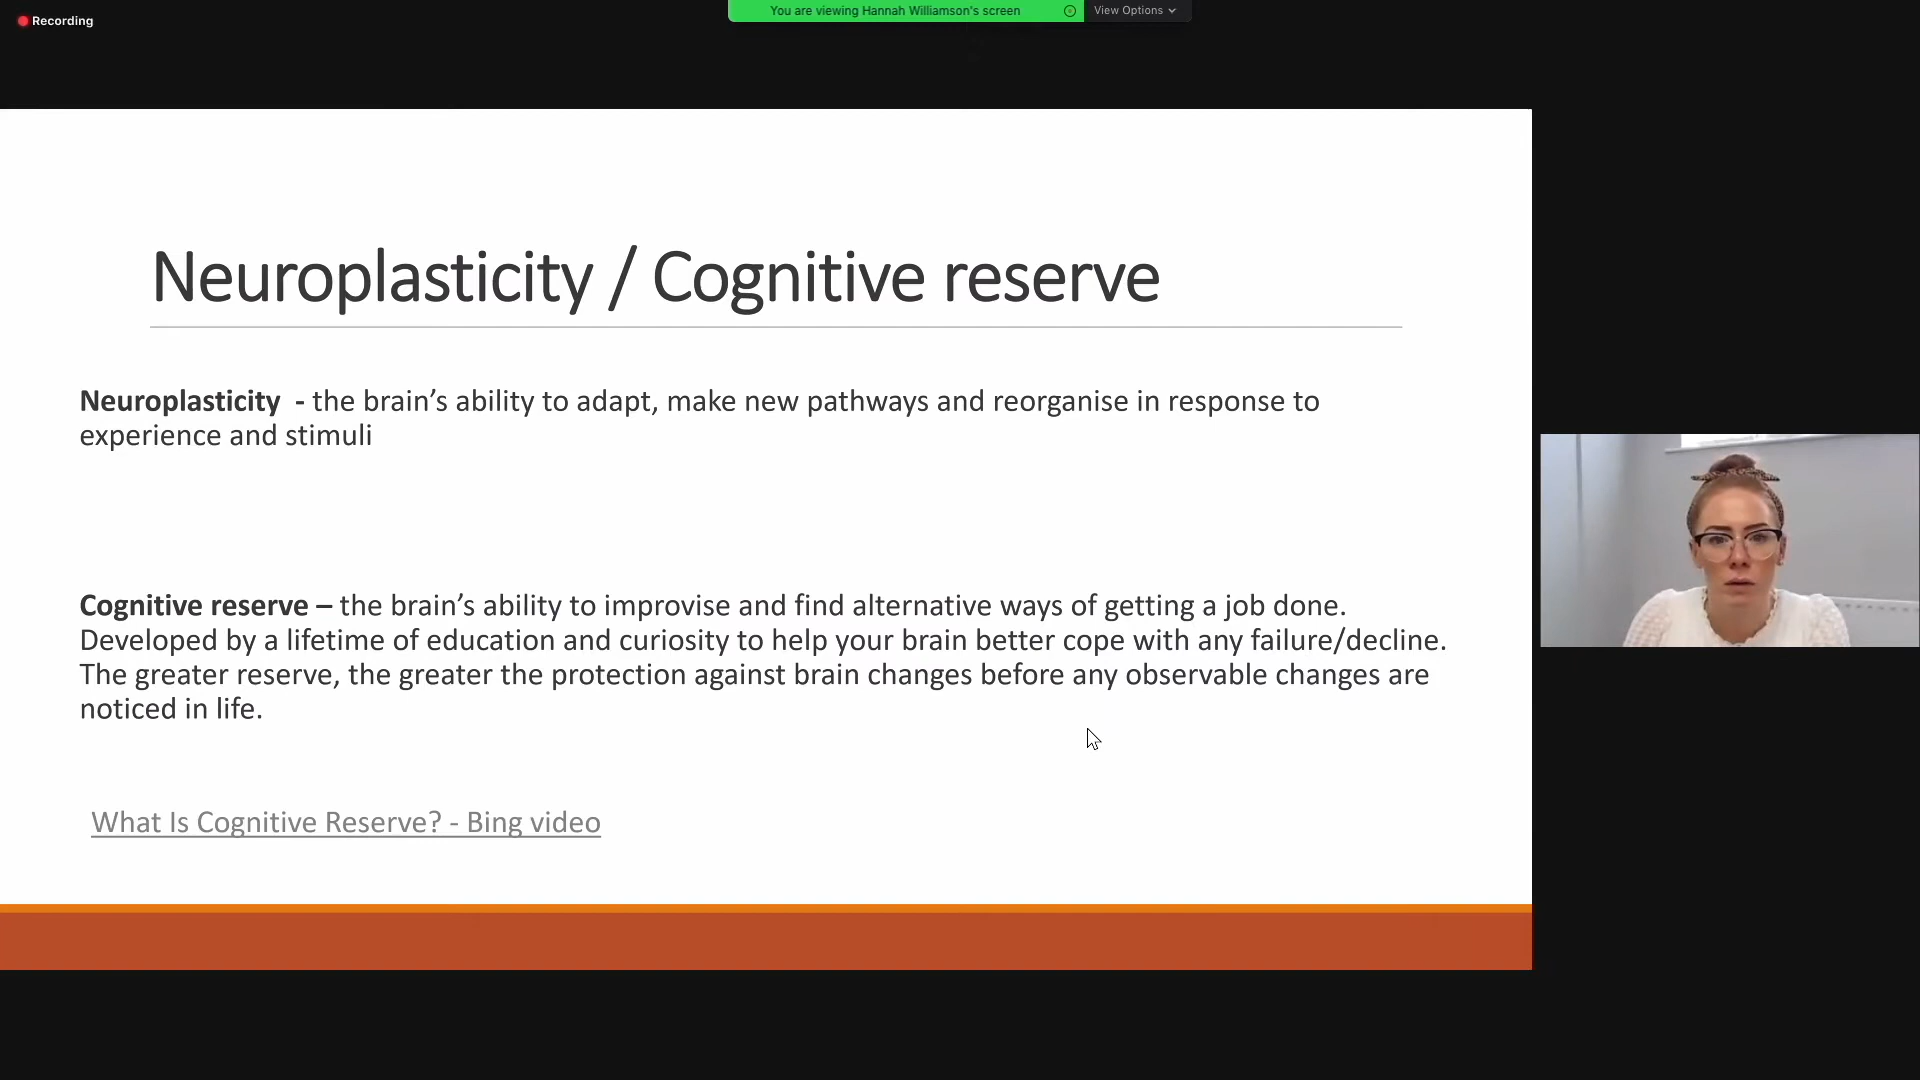 Recording
You are viewing Hannah Williamson's screen
View Options
Neuroplasticity / Cognitive reserve
Neuroplasticity  - the brain’s ability to adapt, make new pathways and reorganise in response to
experience and stimuli
Cognitive reserve – the brain’s ability to improvise and find alternative ways of getting a job done.
Developed by a lifetime of education and curiosity to help your brain better cope with any failure/decline.
The greater reserve, the greater the protection against brain changes before any observable changes are
noticed in life.
What Is Cognitive Reserve? - Bing video